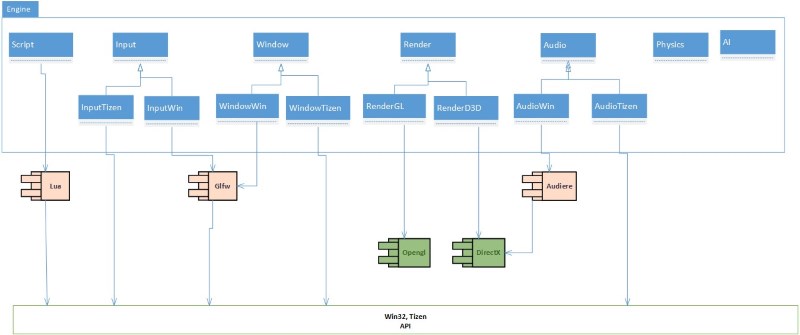 Engine
Script
Input
Window
Render
Audio
Physics
AI
InputTizen
InputWin
WindowWin
WindowTizen
RenderGL
RenderD3D
AudioWin
AudioTizen
Lua
Glfw
Audiere
Opengl
DirectX
Win32, Tizen
API